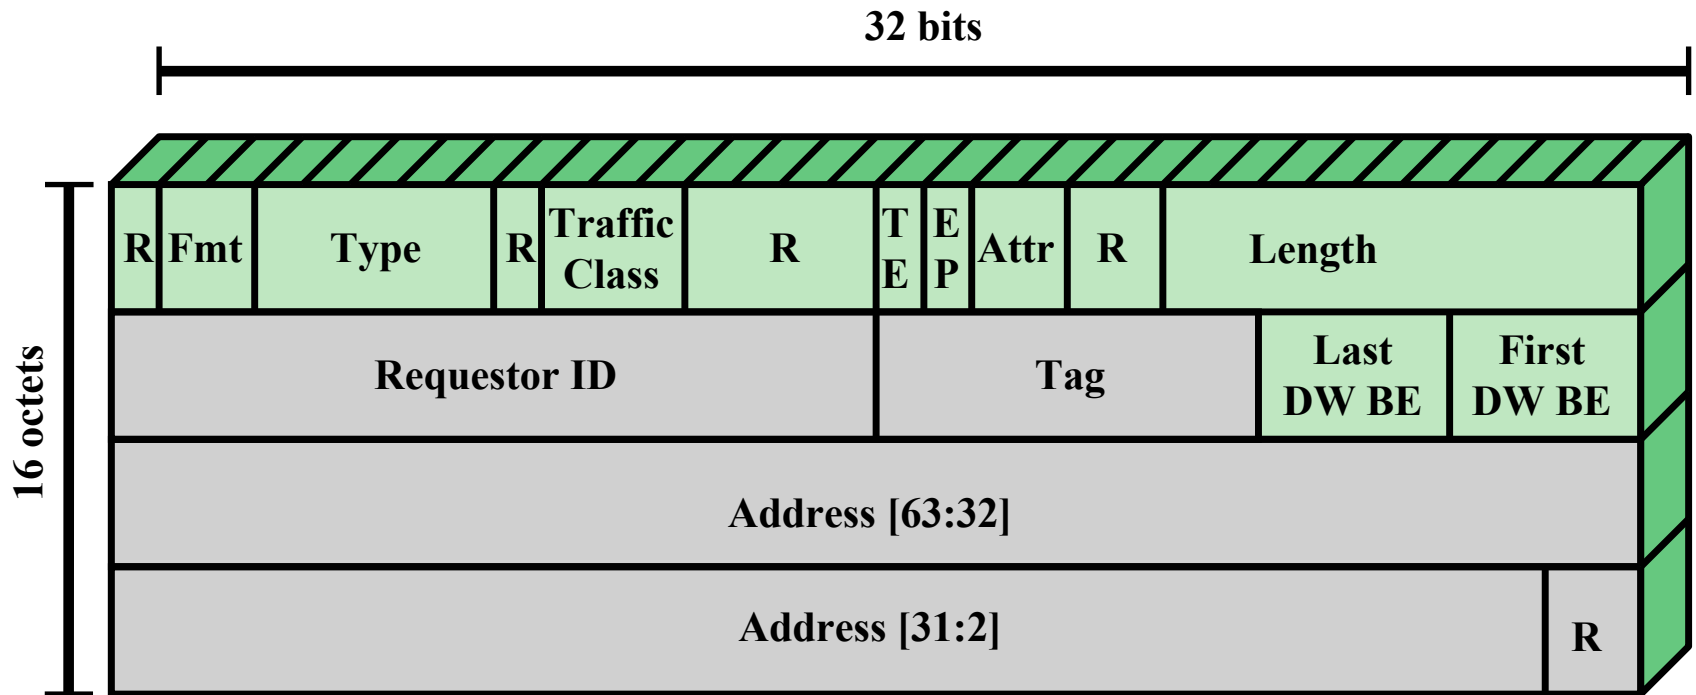 32 bits
16 octets
R
Fmt
Type
R
Traffic
Class
R
T
E
E
P
Attr
R
Length
Requestor ID
Tag
Last
DW BE
First
DW BE
Address [63:32]
Address [31:2]
R